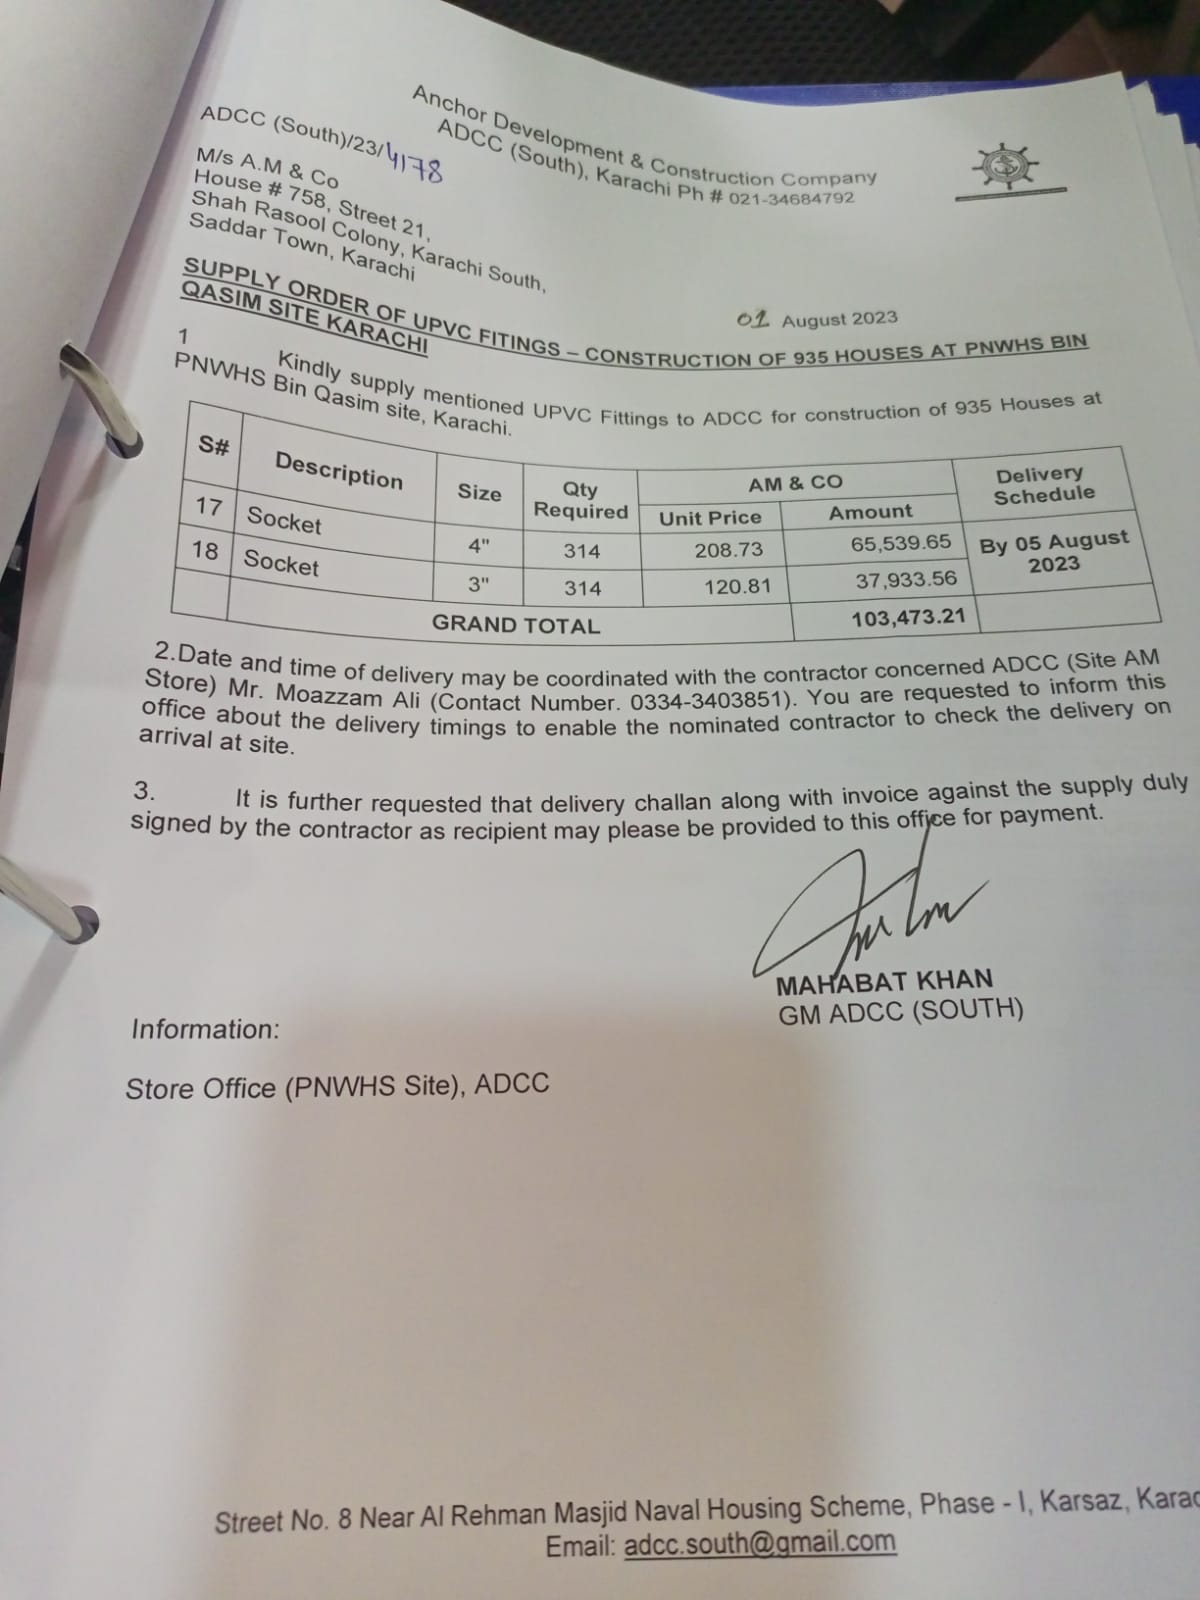 Anchor Development & Construction Company
ADCC (South), Karachi Ph # 021-34684792
ADCC (South)/23/4178
M/s A.M & Co
House # 758, Street 21,
Shah Rasool Colony, Karachi South,
Saddar Town, Karachi
01 August 2023
SUPPLY ORDER OF UPVC FITINGS – CONSTRUCTION OF 935 HOUSES AT PNWHS BIN
QASIM SITE KARACHI
1 Kindly supply mentioned UPVC Fittings to ADCC for construction of 935 Houses at
PNWHS Bin Qasim site, Karachi.
S# Description Size Qty Required AM & CO Delivery Schedule
Unit Price Amount
17 Socket 4" 314 208.73 65,539.65 By 05 August 2023
18 Socket 3" 314 120.81 37,933.56
GRAND TOTAL 103,473.21
2.Date and time of delivery may be coordinated with the contractor concerned ADCC (Site AM
Store) Mr. Moazzam Ali (Contact Number. 0334-3403851). You are requested to inform this
office about the delivery timings to enable the nominated contractor to check the delivery on
arrival at site.
3. It is further requested that delivery challan along with invoice against the supply duly
signed by the contractor as recipient may please be provided to this office for payment.
MAHABAT KHAN
GM ADCC (SOUTH)
Information:
Store Office (PNWHS Site), ADCC
Street No. 8 Near Al Rehman Masjid Naval Housing Scheme, Phase - I, Karsaz, Karac
Email: adcc.south@gmail.com